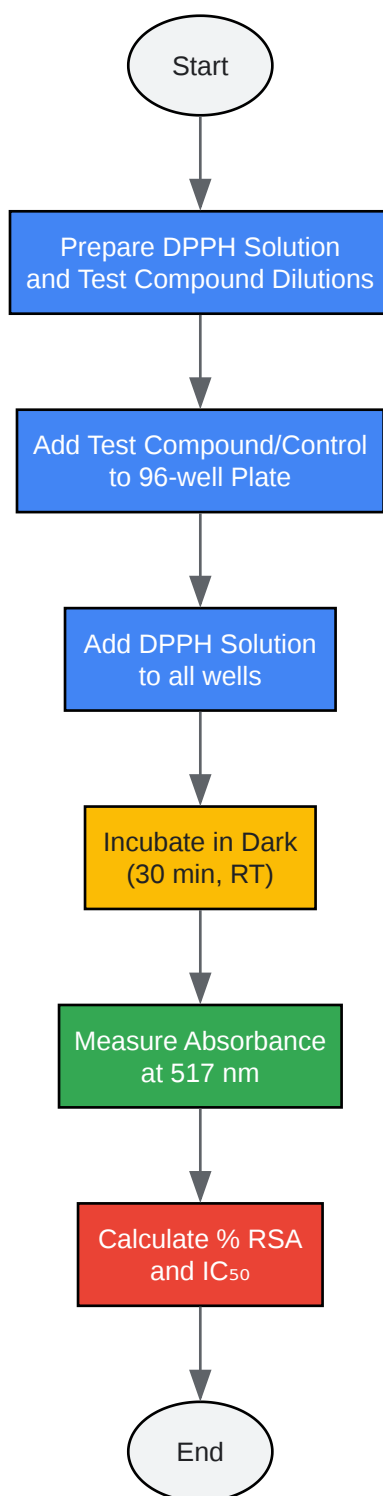 Start
Prepare DPPH Solution
and Test Compound Dilutions
Add Test Compound/Control
to 96-well Plate
Add DPPH Solution
to all wells
Incubate in Dark
(30 min, RT)
Measure Absorbance
at 517 nm
Calculate % RSA
and IC₅₀
End